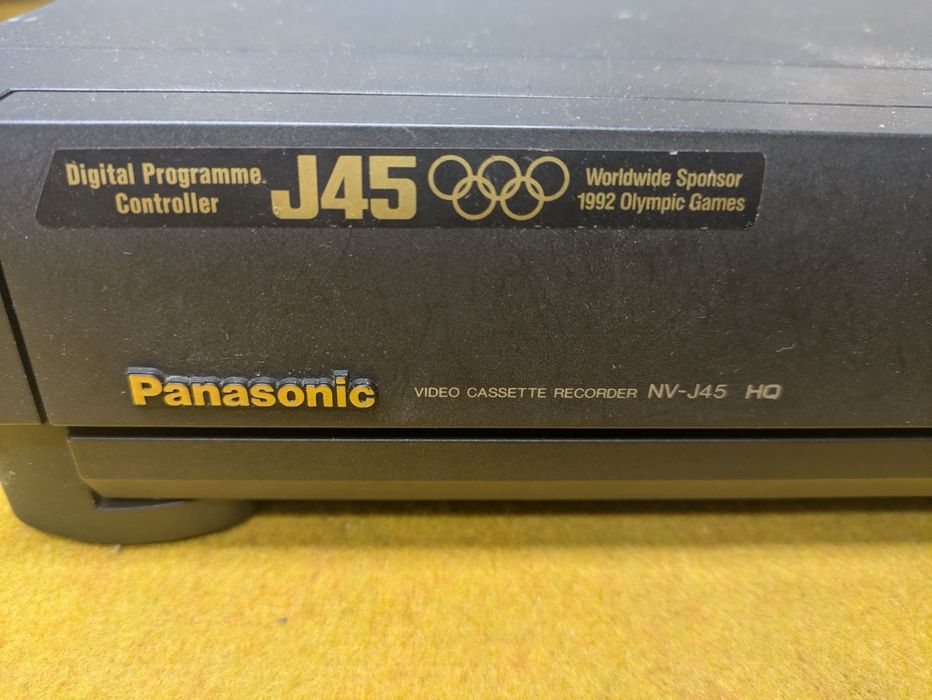 Digital Programme
Controller
J45
Worldwide Sponsor
1992 Olympic Games
Panasonic
VIDEO CASSETTE RECORDER NV-J45 HQ